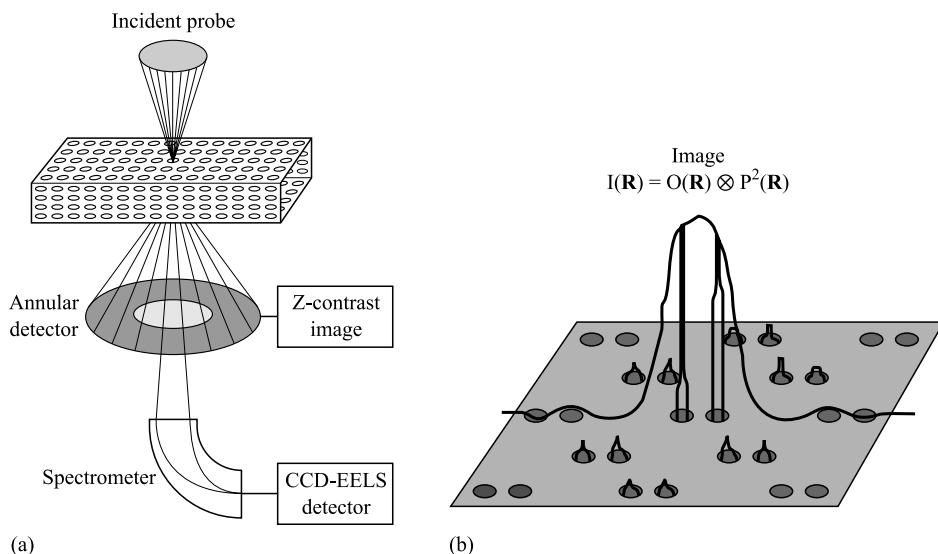 Incident probe
Annular
detector
Z-contrast
image
Spectrometer
CCD-EELS
detector
(a)
Image
I(R) = O(R) ⊗ P²(R)
(b)